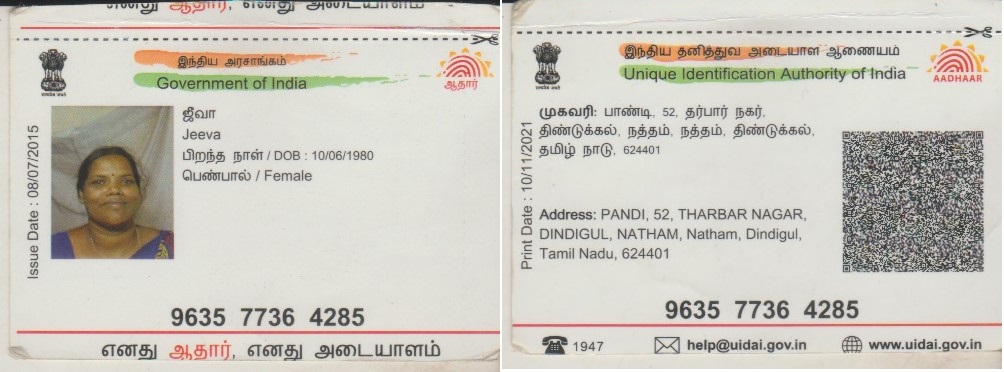 இந்திய அரசாங்கம்
Government of India
ஆதார்
ஜீவா
Jeeva
பிறந்த நாள் / DOB : 10/06/1980
பெண்பால் / Female
Issue Date : 08/07/2015
9635 7736 4285
எனது ஆதார், எனது அடையாளம்
இந்திய தனித்துவ அடையாள ஆணையம்
Unique Identification Authority of India
AADHAAR
முகவரி: பாண்டி, 52, தர்பார் நகர்,
திண்டுக்கல், நத்தம், நத்தம், திண்டுக்கல்,
தமிழ் நாடு, 624401
Print Date : 10/11/2021
Address: PANDI, 52, THARBAR NAGAR,
DINDIGUL, NATHAM, Natham, Dindigul,
Tamil Nadu, 624401
9635 7736 4285
1947 help@uidai.gov.in www.uidai.gov.in